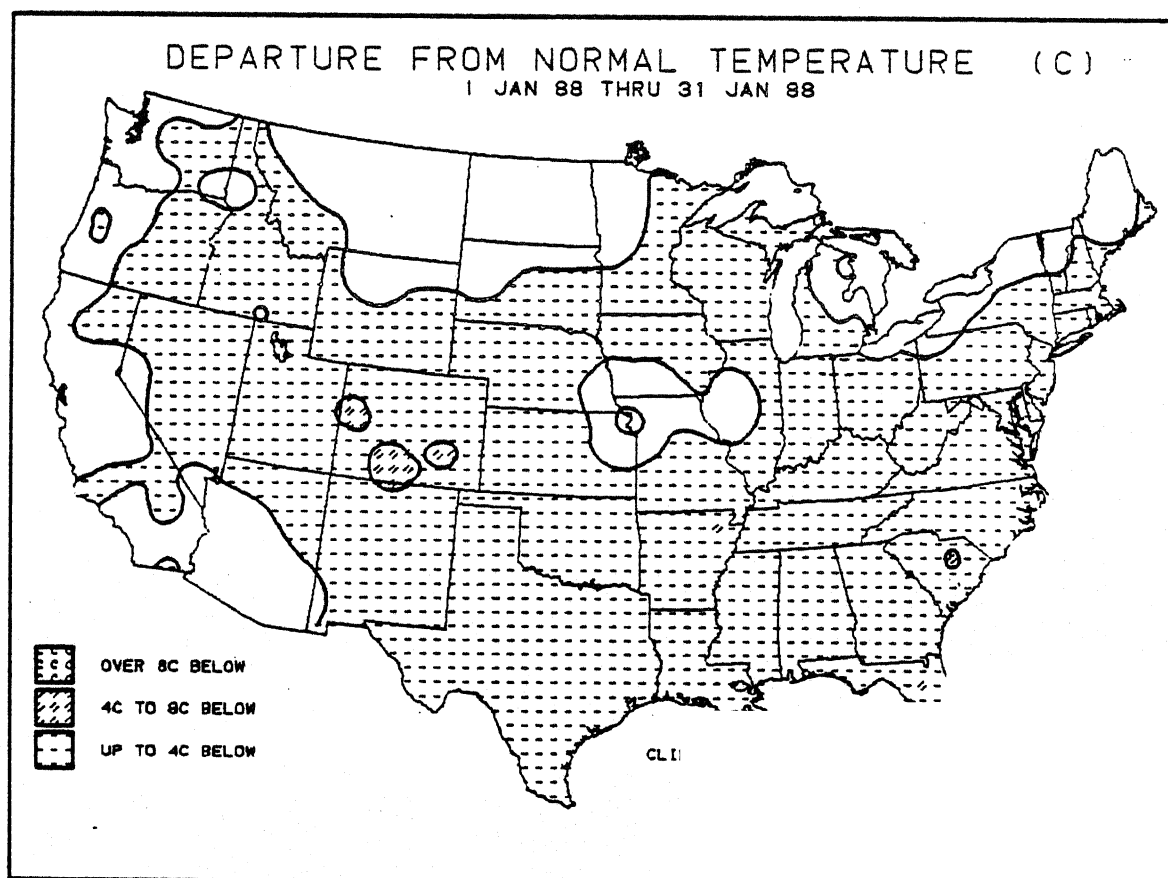 DEPARTURE FROM NORMAL TEMPERATURE (C)
1 JAN 88 THRU 31 JAN 88
OVER 8C BELOW
4C TO 8C BELOW
UP TO 4C BELOW
CLI